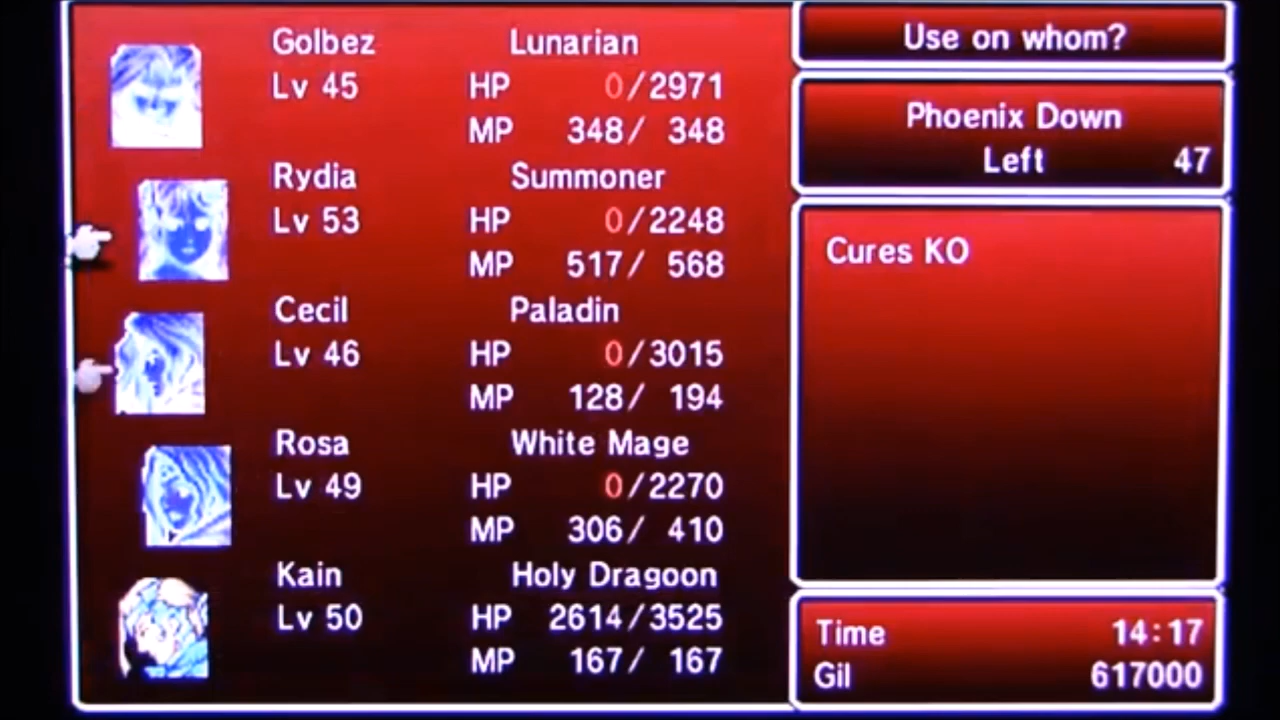 Golbez Lunarian
Lv 45 HP 0/2971
MP 348/ 348
Rydia Summoner
Lv 53 HP 0/2248
MP 517/ 568
Cecil Paladin
Lv 46 HP 0/3015
MP 128/ 194
Rosa White Mage
Lv 49 HP 0/2270
MP 306/ 410
Kain Holy Dragoon
Lv 50 HP 2614/3525
MP 167/ 167
Use on whom?
Phoenix Down
Left 47
Cures KO
Time 14:17
Gil 617000